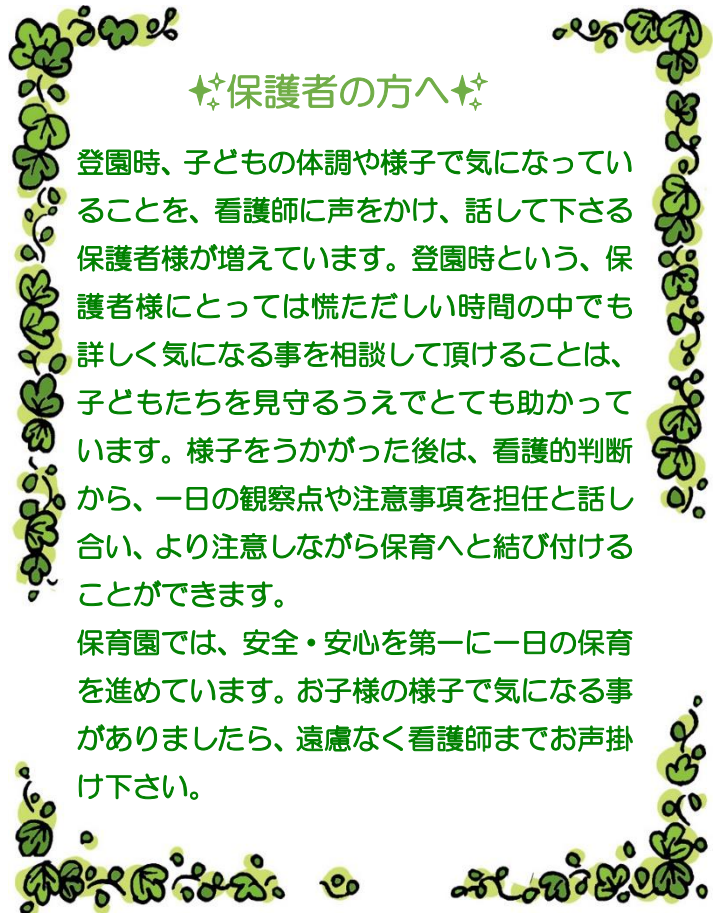 ✨保護者の方へ✨
登園時、子どもの体調や様子で気になってい
ることを、看護師に声をかけ、話して下さる
保護者様が増えています。登園時という、保
護者様にとっては慌ただしい時間の中でも
詳しく気になる事を相談して頂けることは、
子どもたちを見守るうえでとても助かって
います。様子をうかがった後は、看護的判断
から、一日の観察点や注意事項を担任と話し
合い、より注意しながら保育へと結び付ける
ことができます。
保育園では、安全・安心を第一に一日の保育
を進めています。お子様の様子で気になる事
がありましたら、遠慮なく看護師までお声掛
け下さい。